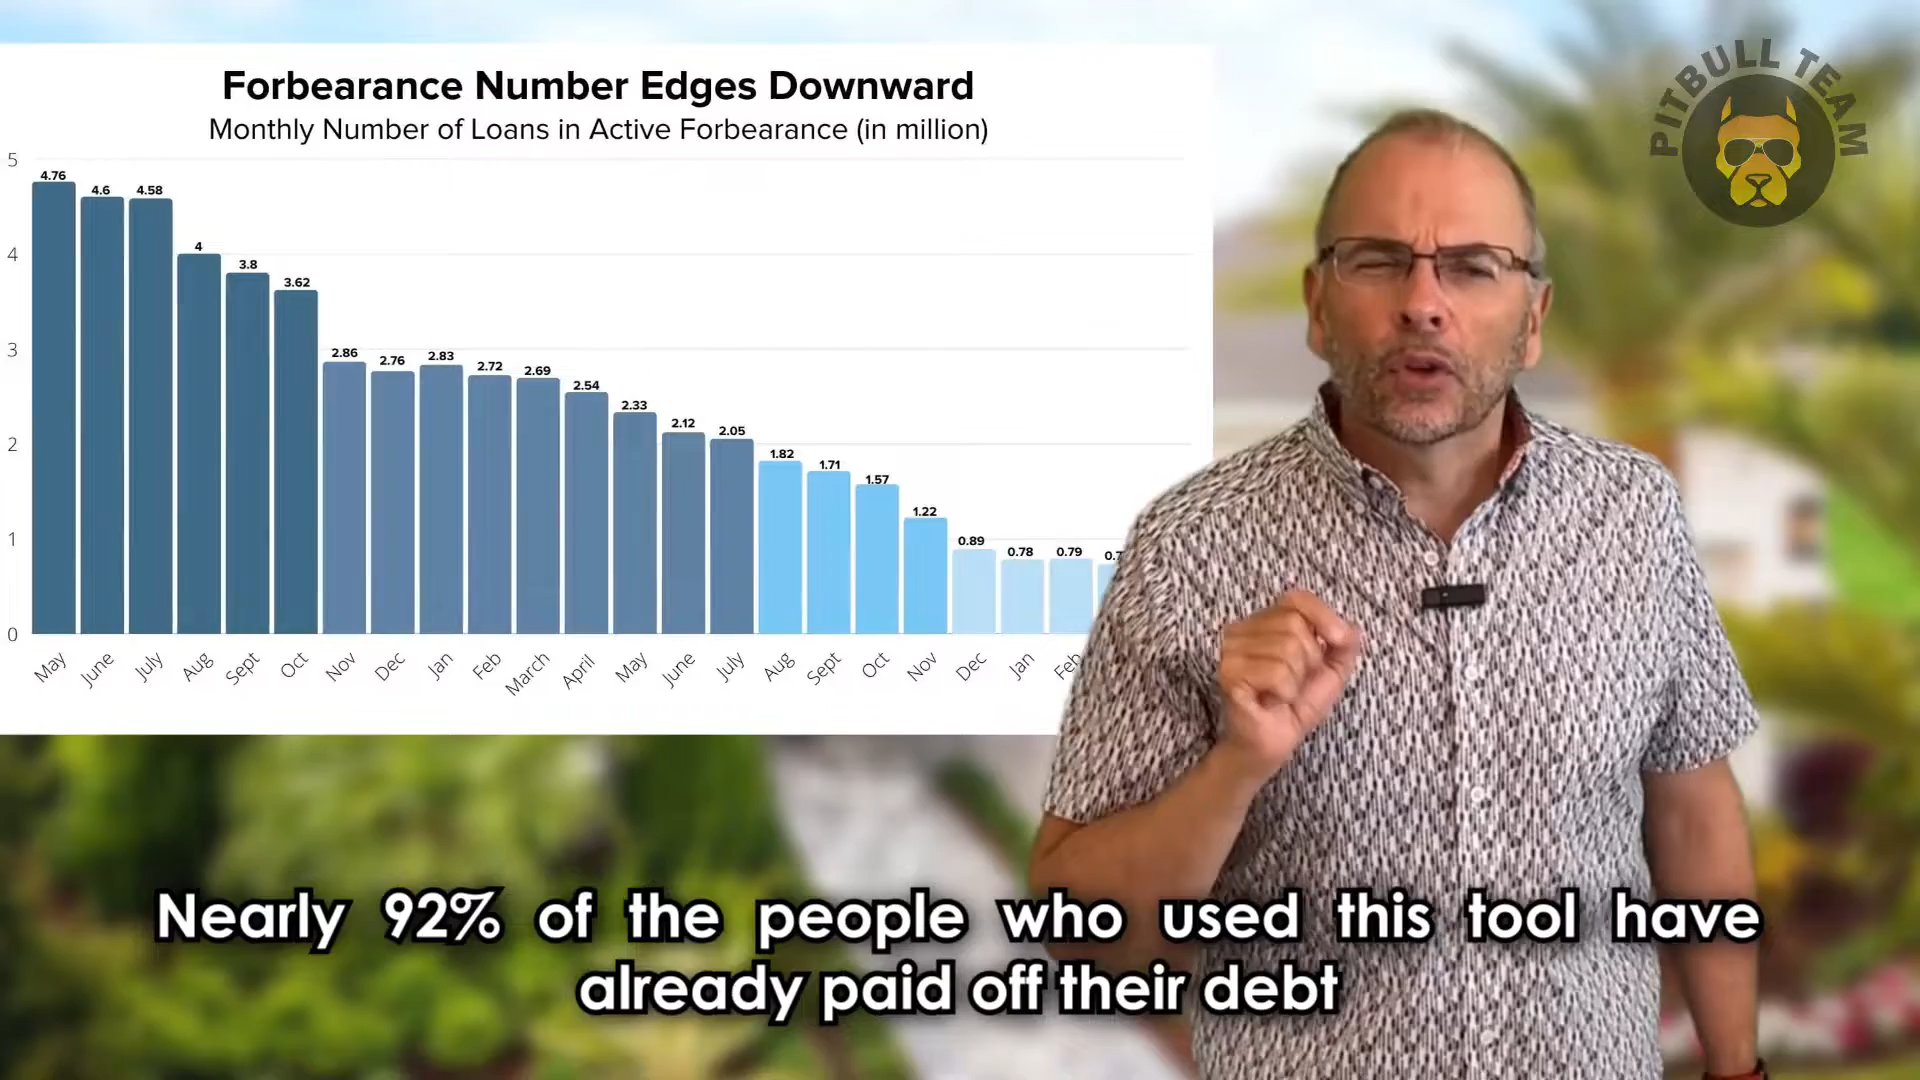 PITBULL TEAM
Forbearance Number Edges Downward
Monthly Number of Loans in Active Forbearance (in million)
5
4
3
2
1
0
4.76
4.6
4.58
4
3.8
3.62
2.86
2.76
2.83
2.72
2.69
2.54
2.33
2.12
2.05
1.82
1.71
1.57
1.22
0.89
0.78
0.79
May
June
July
Aug
Sept
Oct
Nov
Dec
Jan
Feb
March
April
May
June
July
Aug
Sept
Oct
Nov
Dec
Jan
Feb
Nearly 92% of the people who used this tool have
already paid off their debt